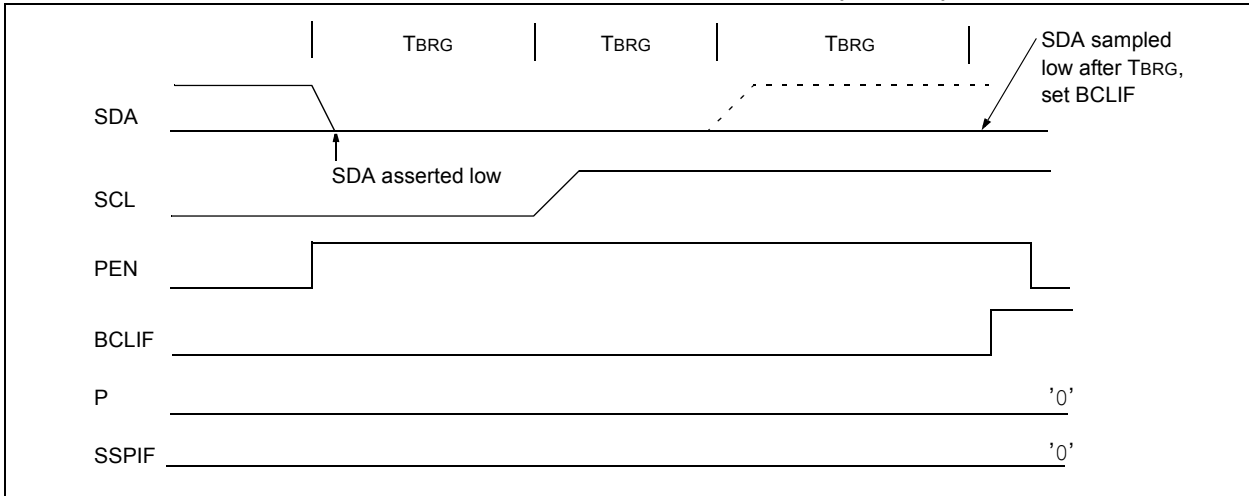 TBRG TBRG TBRG
SDA sampled
low after TBRG,
set BCLIF
SDA
SDA asserted low
SCL
PEN
BCLIF
P '0'
SSPIF '0'